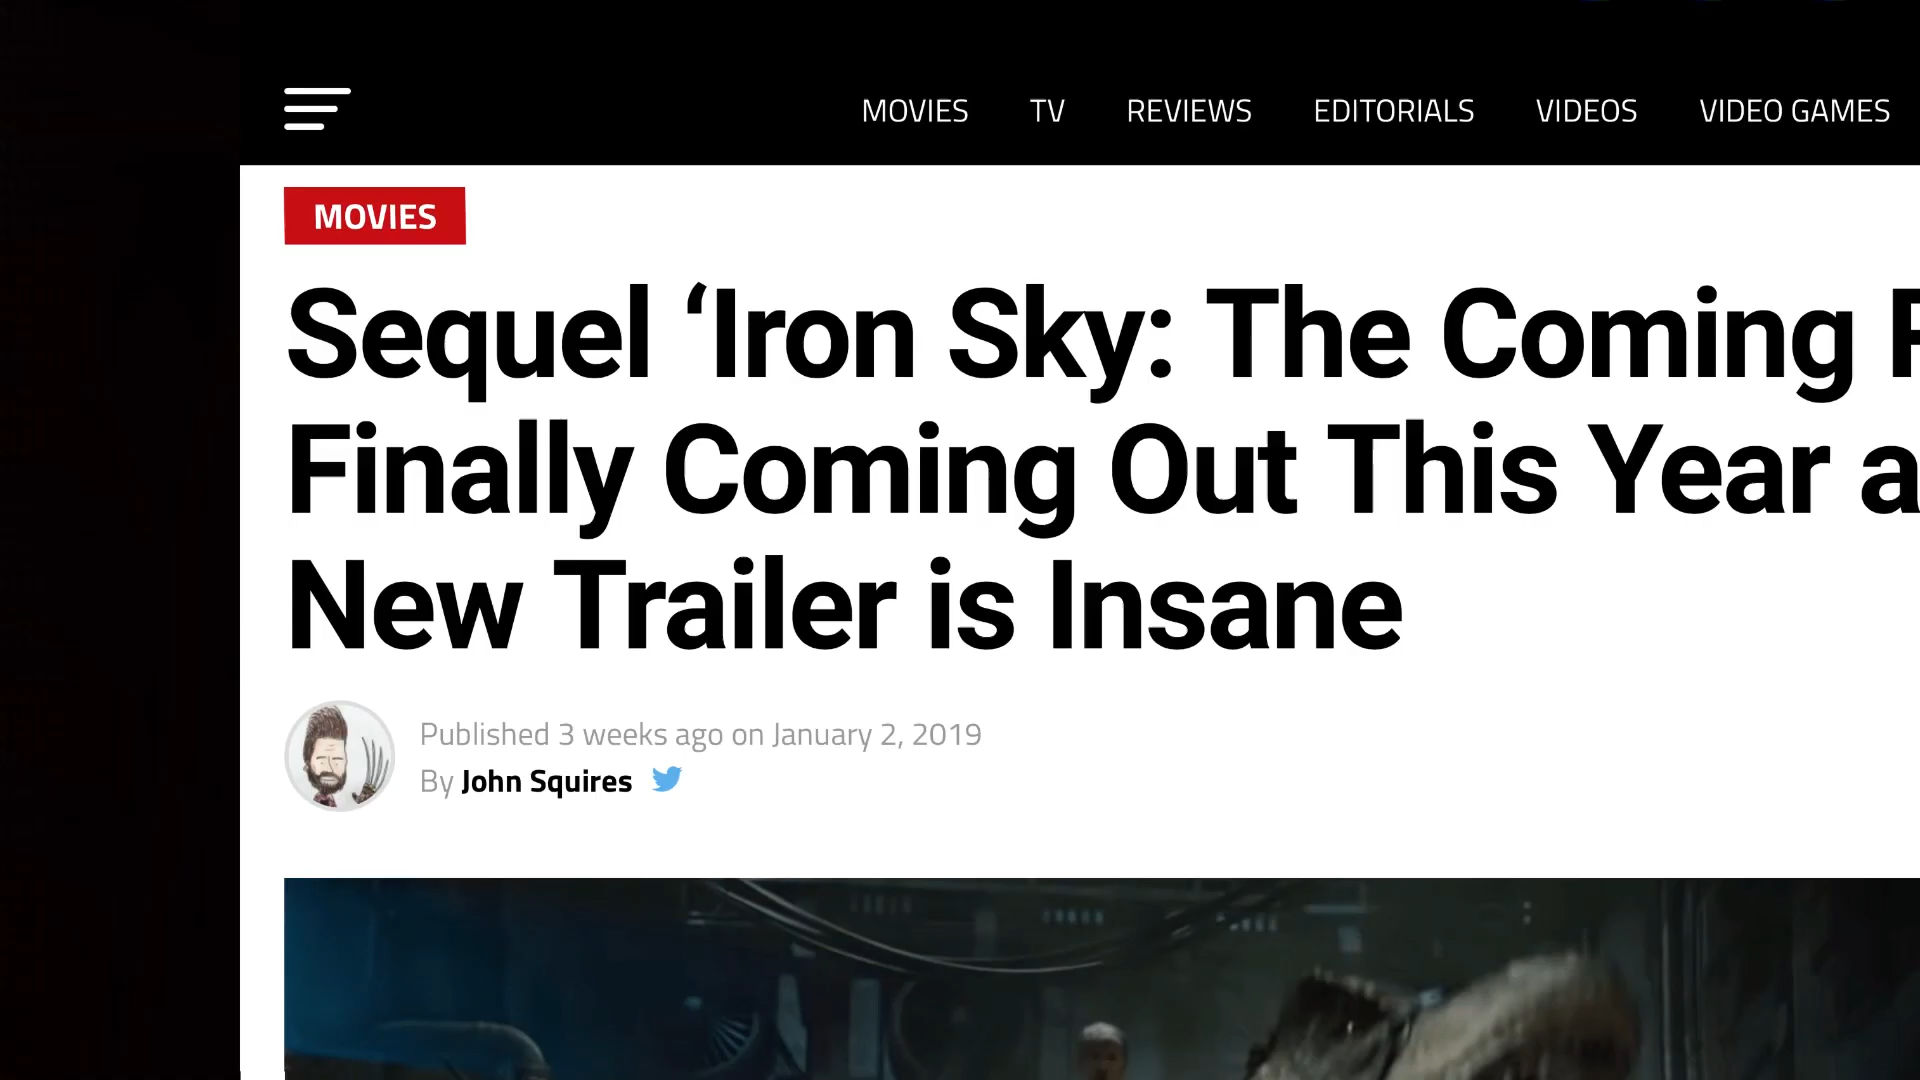 MOVIES TV REVIEWS EDITORIALS VIDEOS VIDEO GAMES
MOVIES
Sequel ‘Iron Sky: The Coming
Finally Coming Out This Year a
New Trailer is Insane
Published 3 weeks ago on January 2, 2019
By John Squires